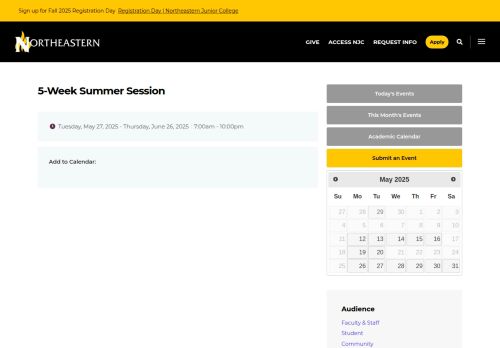 Sign up for Fall 2025 Registration Day Registration Day | Northeastern Junior College
NORTHEASTERN
GIVE ACCESS NJC REQUEST INFO Apply
5-Week Summer Session
Tuesday, May 27, 2025 - Thursday, June 26, 2025 : 7:00am - 10:00pm
Add to Calendar:
Today's Events
This Month's Events
Academic Calendar
Submit an Event
May 2025
Su Mo Tu We Th Fr Sa
27 28 29 30 1 2 3
4 5 6 7 8 9 10
11 12 13 14 15 16 17
18 19 20 21 22 23 24
25 26 27 28 29 30 31
Audience
Faculty & Staff
Student
Community